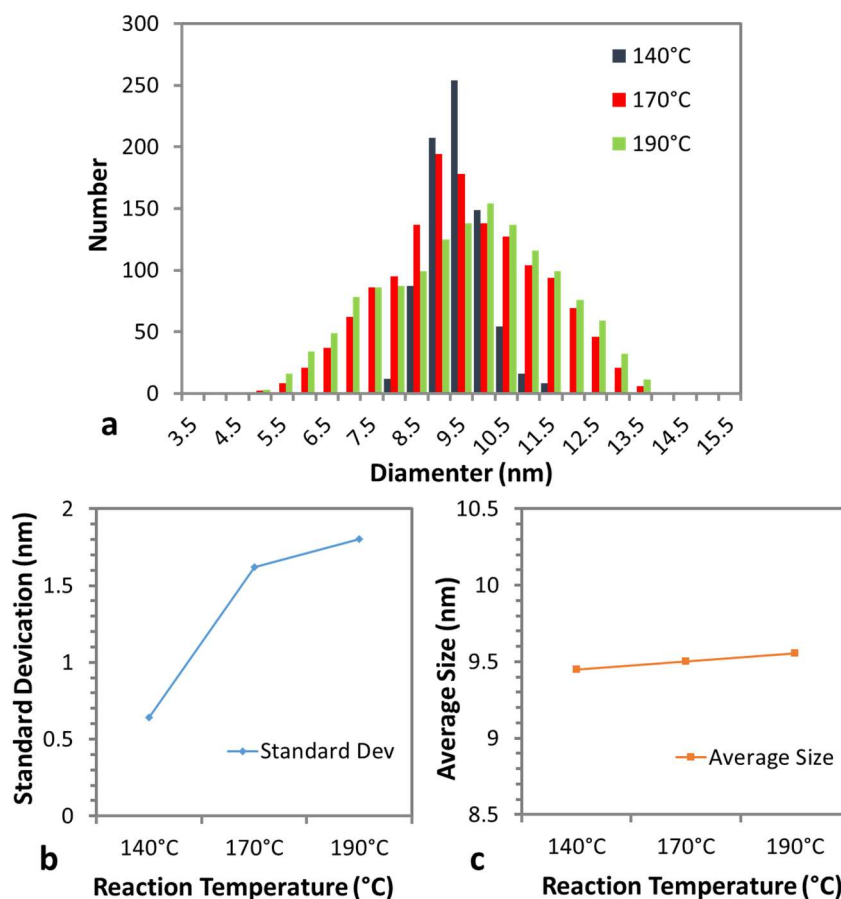 300
250
200
150
100
50
0
Number
140°C
170°C
190°C
3.5 4.5 5.5 6.5 7.5 8.5 9.5 10.5 11.5 12.5 13.5 14.5 15.5
a
Diamenter (nm)
2
1.5
1
0.5
0
Standard Devication (nm)
Standard Dev
140°C 170°C 190°C
b
Reaction Temperature (°C)
10.5
10
9.5
9
8.5
Average Size (nm)
Average Size
140°C 170°C 190°C
c
Reaction Temperature (°C)